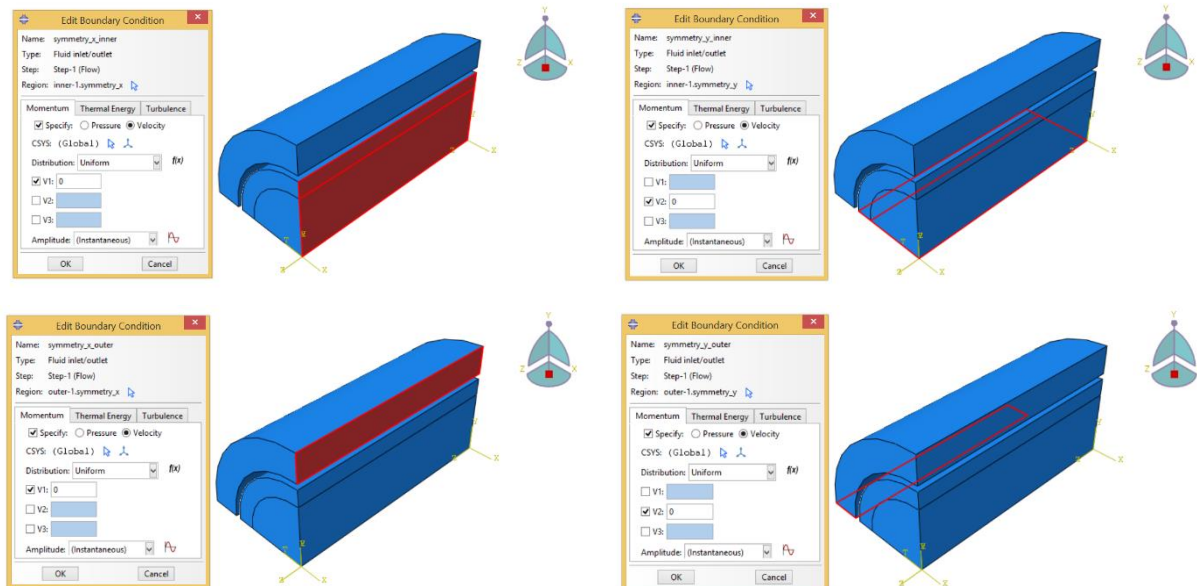 Edit Boundary Condition
Name: symmetry_x_inner
Type: Fluid inlet/outlet
Step: Step-1 (Flow)
Region: inner-1.symmetry_x
Momentum Thermal Energy Turbulence
Specify: Pressure Velocity
CSYS: (Global)
Distribution: Uniform f(x)
V1: 0
V2:
V3:
Amplitude: (Instantaneous)
OK Cancel
Y
Z X
Y
Z X
Y
Z X
Edit Boundary Condition
Name: symmetry_y_inner
Type: Fluid inlet/outlet
Step: Step-1 (Flow)
Region: inner-1.symmetry_y
Momentum Thermal Energy Turbulence
Specify: Pressure Velocity
CSYS: (Global)
Distribution: Uniform f(x)
V1:
V2: 0
V3:
Amplitude: (Instantaneous)
OK Cancel
Y
Z X
Y
Z X
Y
Z X
Edit Boundary Condition
Name: symmetry_x_outer
Type: Fluid inlet/outlet
Step: Step-1 (Flow)
Region: outer-1.symmetry_x
Momentum Thermal Energy Turbulence
Specify: Pressure Velocity
CSYS: (Global)
Distribution: Uniform f(x)
V1: 0
V2:
V3:
Amplitude: (Instantaneous)
OK Cancel
Y
Z X
Y
Z X
Y
Z X
Edit Boundary Condition
Name: symmetry_y_outer
Type: Fluid inlet/outlet
Step: Step-1 (Flow)
Region: outer-1.symmetry_y
Momentum Thermal Energy Turbulence
Specify: Pressure Velocity
CSYS: (Global)
Distribution: Uniform f(x)
V1:
V2: 0
V3:
Amplitude: (Instantaneous)
OK Cancel
Y
Z X
Y
Z X
Y
Z X